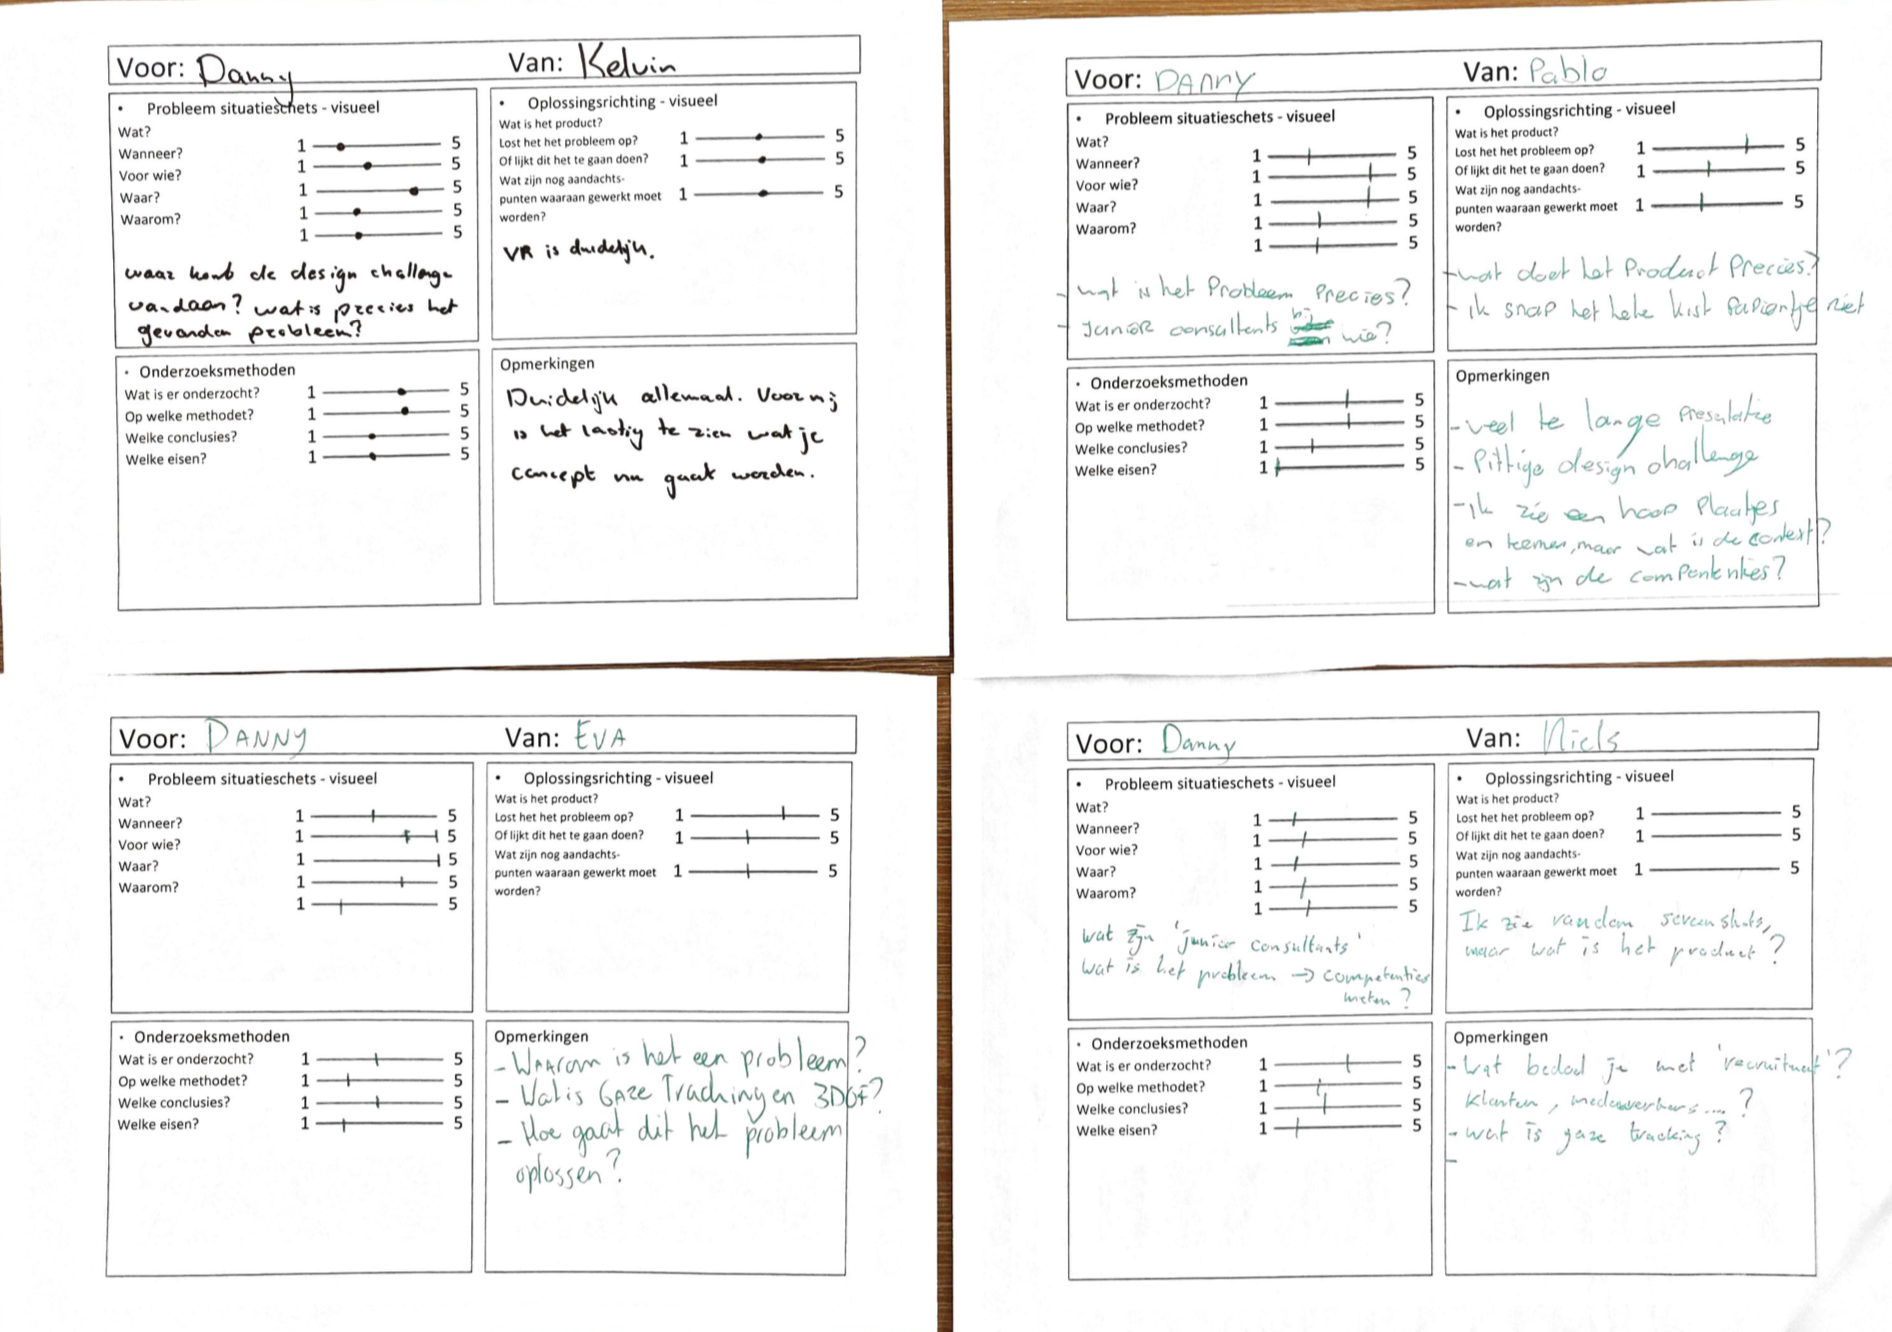 Voor: Danny
Van: Kelvin
• Probleem situatieschets - visueel
Wat?
1 5
Wanneer?
1 5
Voor wie?
1 5
Waar?
1 5
Waarom?
1 5
waar komt de design challenge
vandaan? wat is precies het
gevonden probleem?
• Oplossingsrichting - visueel
Wat is het product?
Lost het het probleem op? 1 5
Of lijkt dit het te gaan doen? 1 5
Wat zijn nog aandachts-
punten waaraan gewerkt moet 1 5
worden?
VR is duidelijk.
• Onderzoeksmethoden
Wat is er onderzocht? 1 5
Op welke methodet? 1 5
Welke conclusies? 1 5
Welke eisen? 1 5
Opmerkingen
Duidelijk allemaal. Voor mij
is het lastig te zien wat je
concept nu gaat worden.
Voor: DANNY
Van: Pablo
• Probleem situatieschets - visueel
Wat?
1 5
Wanneer?
1 5
Voor wie?
1 5
Waar?
1 5
Waarom?
1 5
- wat is het Probleem Precies?
- Junior consultents bij wie?
• Oplossingsrichting - visueel
Wat is het product?
Lost het het probleem op? 1 5
Of lijkt dit het te gaan doen? 1 5
Wat zijn nog aandachts-
punten waaraan gewerkt moet 1 5
worden?
- wat doet het Product Precies?
- ik snap het hele kist papiertje niet
• Onderzoeksmethoden
Wat is er onderzocht? 1 5
Op welke methodet? 1 5
Welke conclusies? 1 5
Welke eisen? 1 5
Opmerkingen
- veel te lange presentatie
- Pittige design challenge
- ik zie een hoop Plaatjes
en termen, maar wat is de context?
- wat zijn de
Voor: DANNY
Van: EVA
• Probleem situatieschets - visueel
Wat?
1 5
Wanneer?
1 5
Voor wie?
1 5
Waar?
1 5
Waarom?
1 5
• Oplossingsrichting - visueel
Wat is het product?
Lost het het probleem op? 1 5
Of lijkt dit het te gaan doen? 1 5
Wat zijn nog aandachts-
punten waaraan gewerkt moet 1 5
worden?
• Onderzoeksmethoden
Wat is er onderzocht? 1 5
Op welke methodet? 1 5
Welke conclusies? 1 5
Welke eisen? 1 5
Opmerkingen
- Waarom is het een probleem?
- Wat is Gaze Tracking en 3DOF?
- Hoe gaat dit het probleem
oplossen?
Voor: Danny
Van: Niels
• Probleem situatieschets - visueel
Wat?
1 5
Wanneer?
1 5
Voor wie?
1 5
Waar?
1 5
Waarom?
1 5
wat zijn 'junior consultants'
wat is het probleem → competenties
meten?
• Oplossingsrichting - visueel
Wat is het product?
Lost het het probleem op? 1 5
Of lijkt dit het te gaan doen? 1 5
Wat zijn nog aandachts-
punten waaraan gewerkt moet 1 5
worden?
Ik zie random screenshots,
maar wat is het product?
• Onderzoeksmethoden
Wat is er onderzocht? 1 5
Op welke methodet? 1 5
Welke conclusies? 1 5
Welke eisen? 1 5
Opmerkingen
- Wat bedoel je met 'recruitment'?
Klanten, medewerkers...?
- wat is gaze tracking?
-